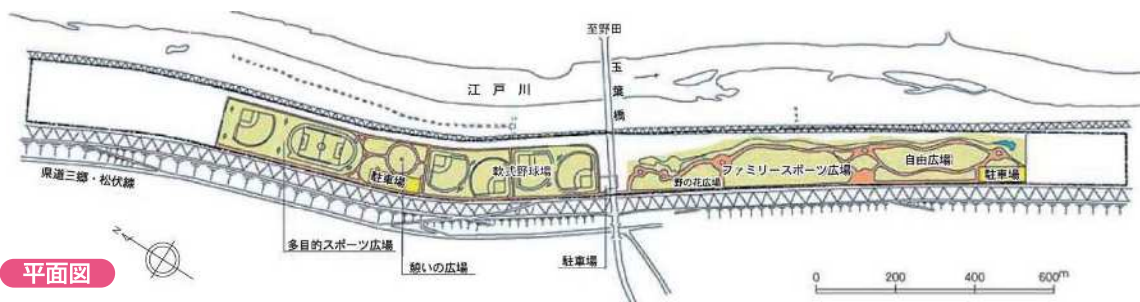 至野田
玉葉橋
江戸川
県道三郷・松伏線
駐車場
軟式野球場
野の花広場
ファミリースポーツ広場
自由広場
駐車場
多目的スポーツ広場
憩いの広場
駐車場
N
平面図
0 200 400 600m